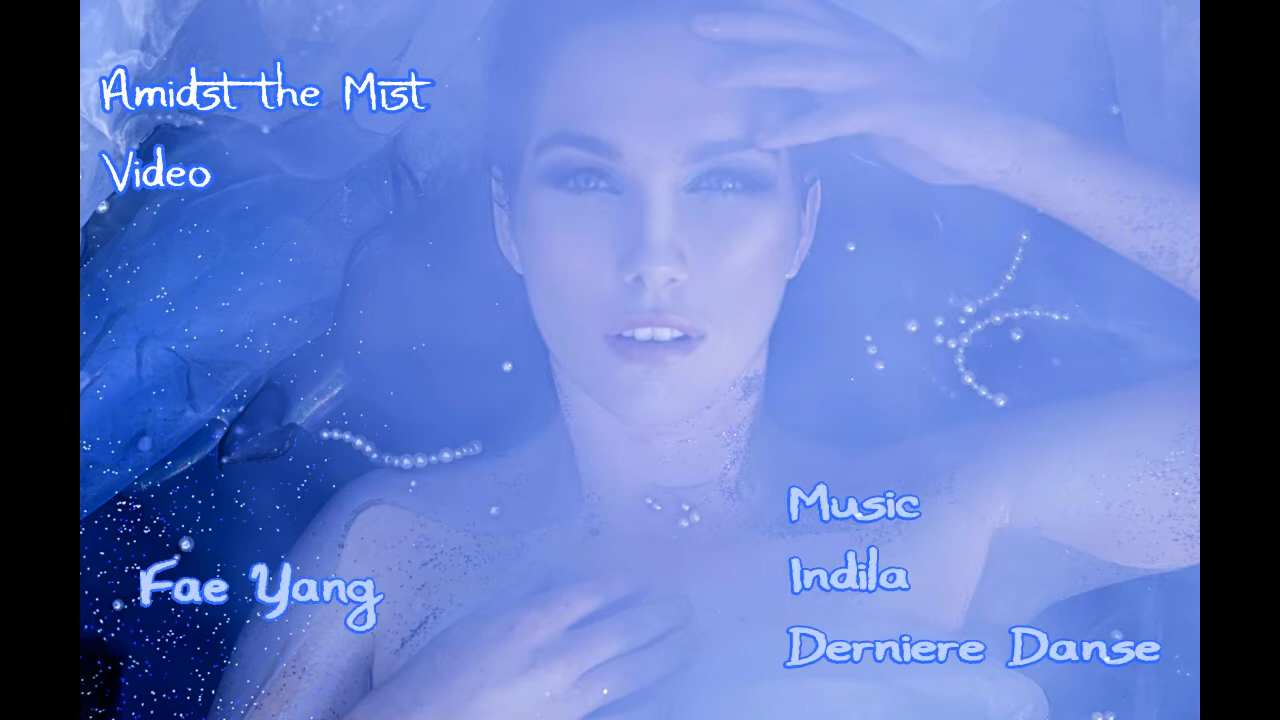 Amidst the Mist
Video
Fae Yang
Music
Indila
Derniere Danse